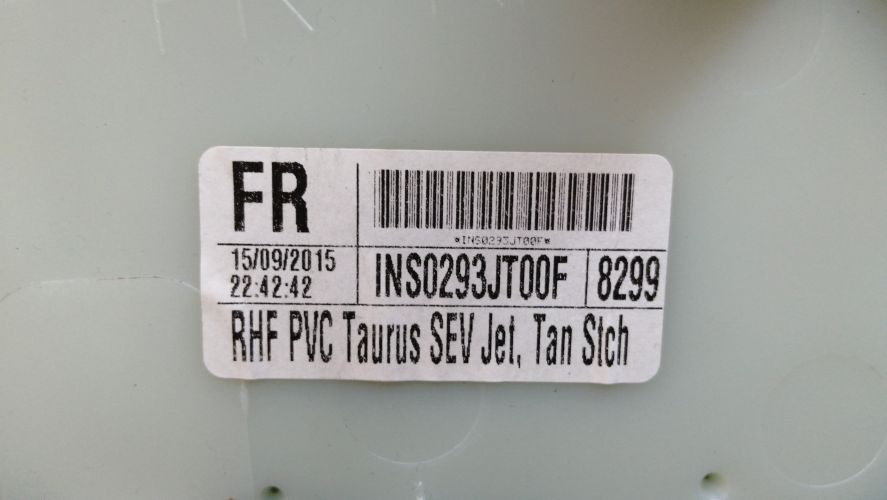 FR
*INS0293JT00F*
15/09/2015
22:42:42
INS0293JT00F
8299
RHF PVC Taurus SEV Jet, Tan Stch